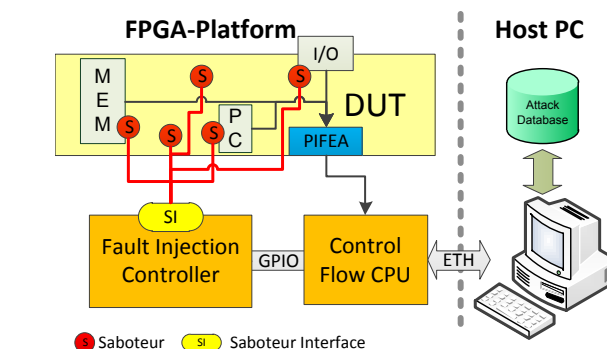 FPGA-Platform
Host PC
I/O
M
E
M
S
S
S
S
S
P
C
DUT
PIFEA
Attack
Database
SI
Fault Injection
Controller
GPIO
Control
Flow CPU
ETH
S Saboteur
SI Saboteur Interface